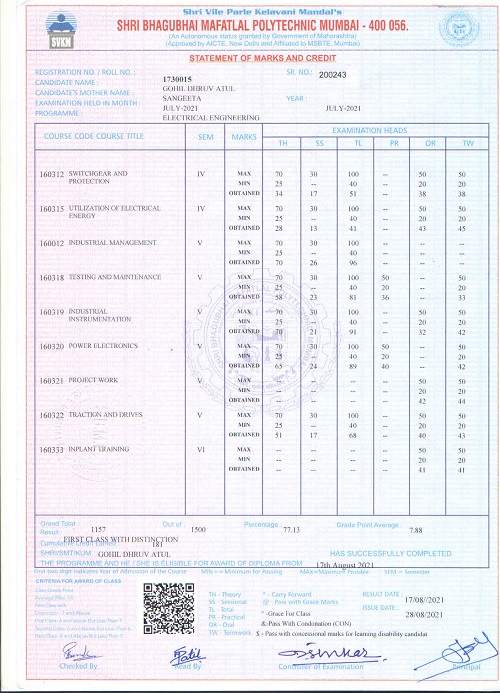 Shri Vile Parle Kelavani Mandal's
SHRI BHAGUBHAI MAFATLAL POLYTECHNIC MUMBAI - 400 056.
(An Autonomous status granted by Government of Maharashtra)
(Approved by AICTE, New Delhi and Affiliated to MSBTE, Mumbai)
SVKM
STATEMENT OF MARKS AND CREDIT
REGISTRATION NO. / ROLL NO. : 1730015 SR. NO.: 200243
CANDIDATE NAME : GOHIL DHRUV ATUL
CANDIDATE'S MOTHER NAME : SANGEETA YEAR :
EXAMINATION HELD IN MONTH : JULY-2021 JULY-2021
PROGRAMME : ELECTRICAL ENGINEERING
COURSE CODE COURSE TITLE SEM MARKS EXAMINATION HEADS
TH SS TL PR OR TW
160312 SWITCHGEAR AND PROTECTION IV MAX 70 30 100 -- 50 50
MIN 25 -- 40 -- 20 20
OBTAINED 34 17 51 -- 38 38
160315 UTILIZATION OF ELECTRICAL ENERGY IV MAX 70 30 100 -- 50 50
MIN 25 -- 40 -- 20 20
OBTAINED 28 13 41 -- 43 45
160012 INDUSTRIAL MANAGEMENT V MAX 70 30 100 -- -- --
MIN 25 -- 40 -- -- --
OBTAINED 70 26 96 -- -- --
160318 TESTING AND MAINTENANCE V MAX 70 30 100 50 -- 50
MIN 25 -- 40 20 -- 20
OBTAINED 58 23 81 36 -- 33
160319 INDUSTRIAL INSTRUMENTATION V MAX 70 30 100 -- 50 50
MIN 25 -- 40 -- 20 20
OBTAINED 70 21 91 -- 32 42
160320 POWER ELECTRONICS V MAX 70 30 100 50 -- 50
MIN 25 -- 40 20 -- 20
OBTAINED 65 24 89 40 -- 42
160321 PROJECT WORK V MAX -- -- -- -- 50 50
MIN -- -- -- -- 20 20
OBTAINED -- -- -- -- 42 44
160322 TRACTION AND DRIVES V MAX 70 30 100 -- 50 50
MIN 25 -- 40 -- 20 20
OBTAINED 51 17 68 -- 40 43
160333 INPLANT TRAINING VI MAX -- -- -- -- 50 50
MIN -- -- -- -- 20 20
OBTAINED -- -- -- -- 41 41
Grand Total 1157 Out of : 1500 Percentage : 77.13 Grade Point Average : 7.88
Result FIRST CLASS WITH DISTINCTION
Cumulative Credit Earned : 181
SHRI/SMT/KUM GOHIL DHRUV ATUL HAS SUCCESSFULLY COMPLETED
THE PROGRAMME AND HE / SHE IS ELIGIBLE FOR AWARD OF DIPLOMA FROM 17th August 2021
First two digit indicates Year of Admission of the Course MIN = Minimum for Passing MAX=Maximum Possible SEM = Semester
CRITERIA FOR AWARD OF CLASS
TH - Theory * - Carry Forward RESULT DATE : 17/08/2021
SS - Sessional @ - Pass with Grace Marks
TL - Total ^ -Grace For Class ISSUE DATE : 28/08/2021
PR - Practical &-Pass With Condonation (CON)
OR - Oral
TW - Termwork $ - Pass with concessional marks for learning disability candidat
Checked By Read By Controller of Examination Principal